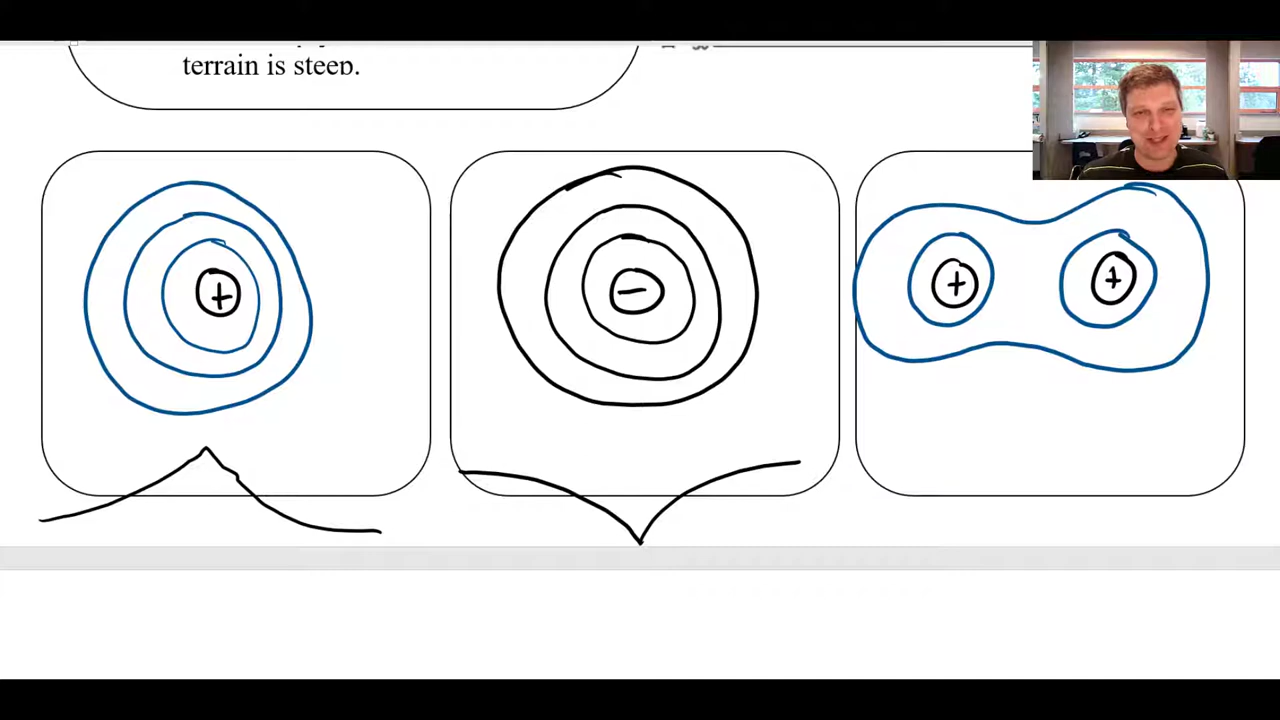 terrain is steep.
+
−
+
+